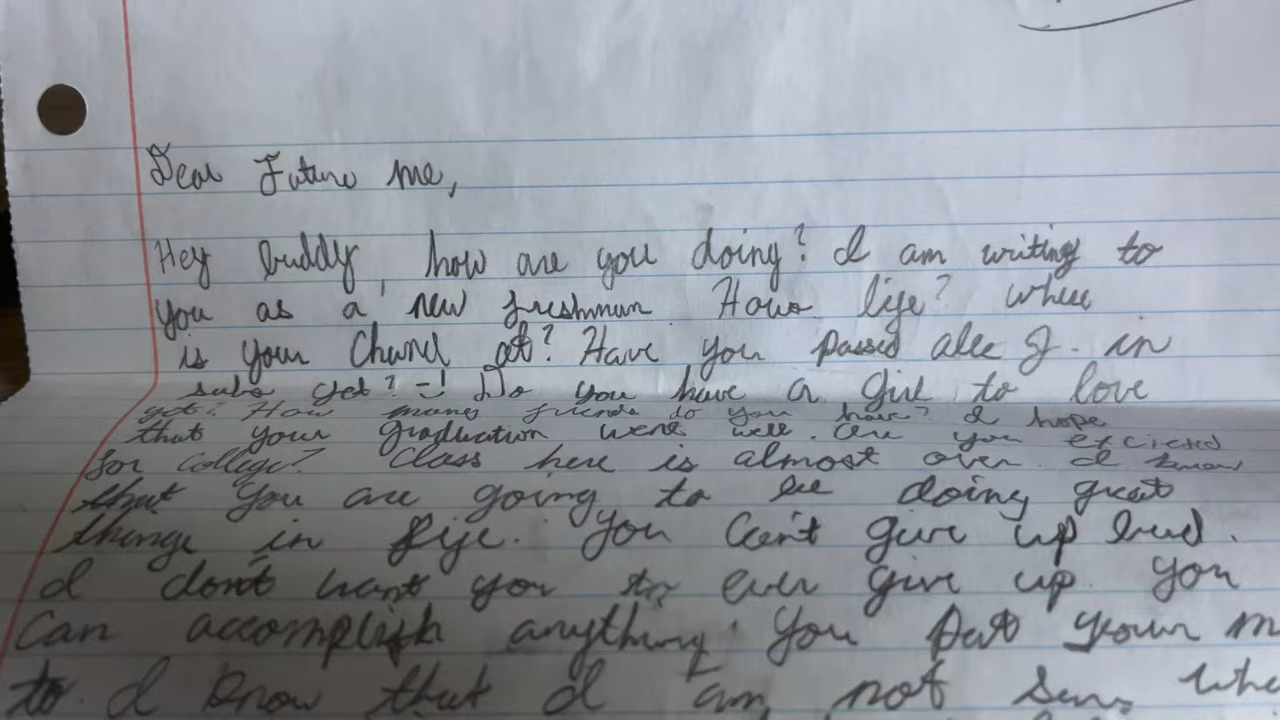 Dear Future me,
Hey buddy, how are you doing? I am writing to
you as a new freshman. Hows life? where
is your Chanel at? Have you passed all J. in
subs yet? Do you have a girl to love
yet? How many friends do you have? I hope
that your graduation went well. Are you excicted
for College? Class here is almost over. I know
that you are going to be doing great
things in life. You Can't give up bud.
I don't want you to ever give up. You
Can accomplish anything you put your m
to. I know that I am not